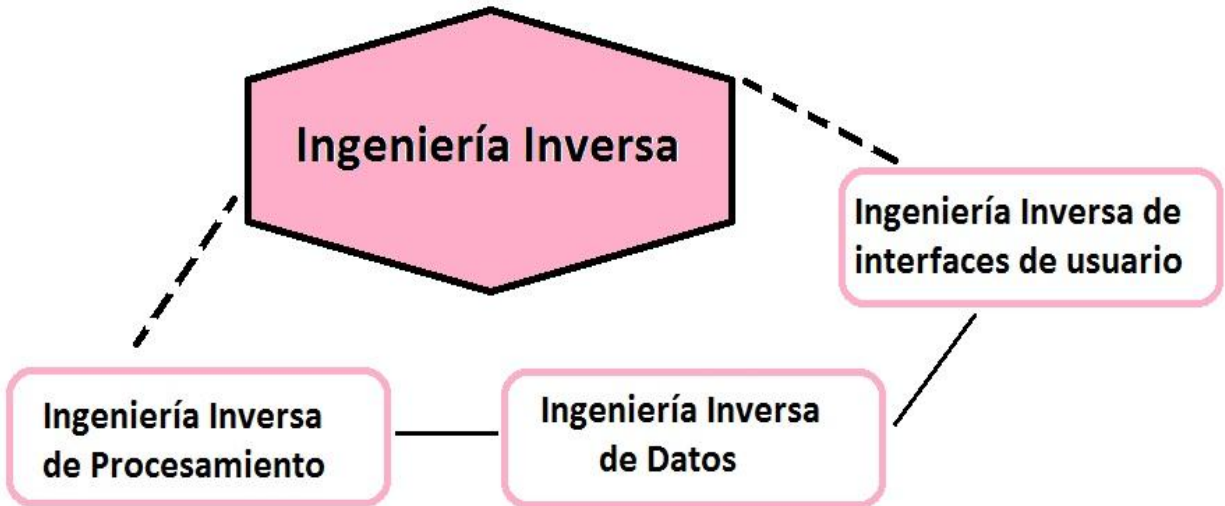 Ingeniería Inversa
Ingeniería Inversa de
interfaces de usuario
Ingeniería Inversa
de Procesamiento
Ingeniería Inversa
de Datos